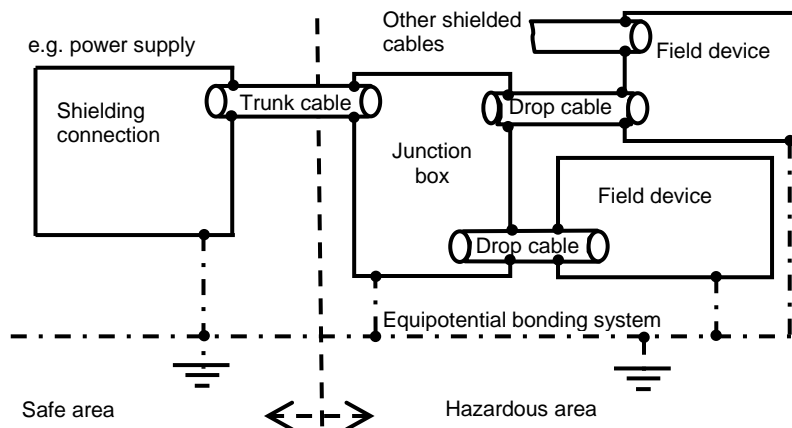 e.g. power supply
Shielding
connection
Trunk cable
Other shielded
cables
Field device
Drop cable
Junction
box
Field device
Drop cable
Equipotential bonding system
Safe area
Hazardous area